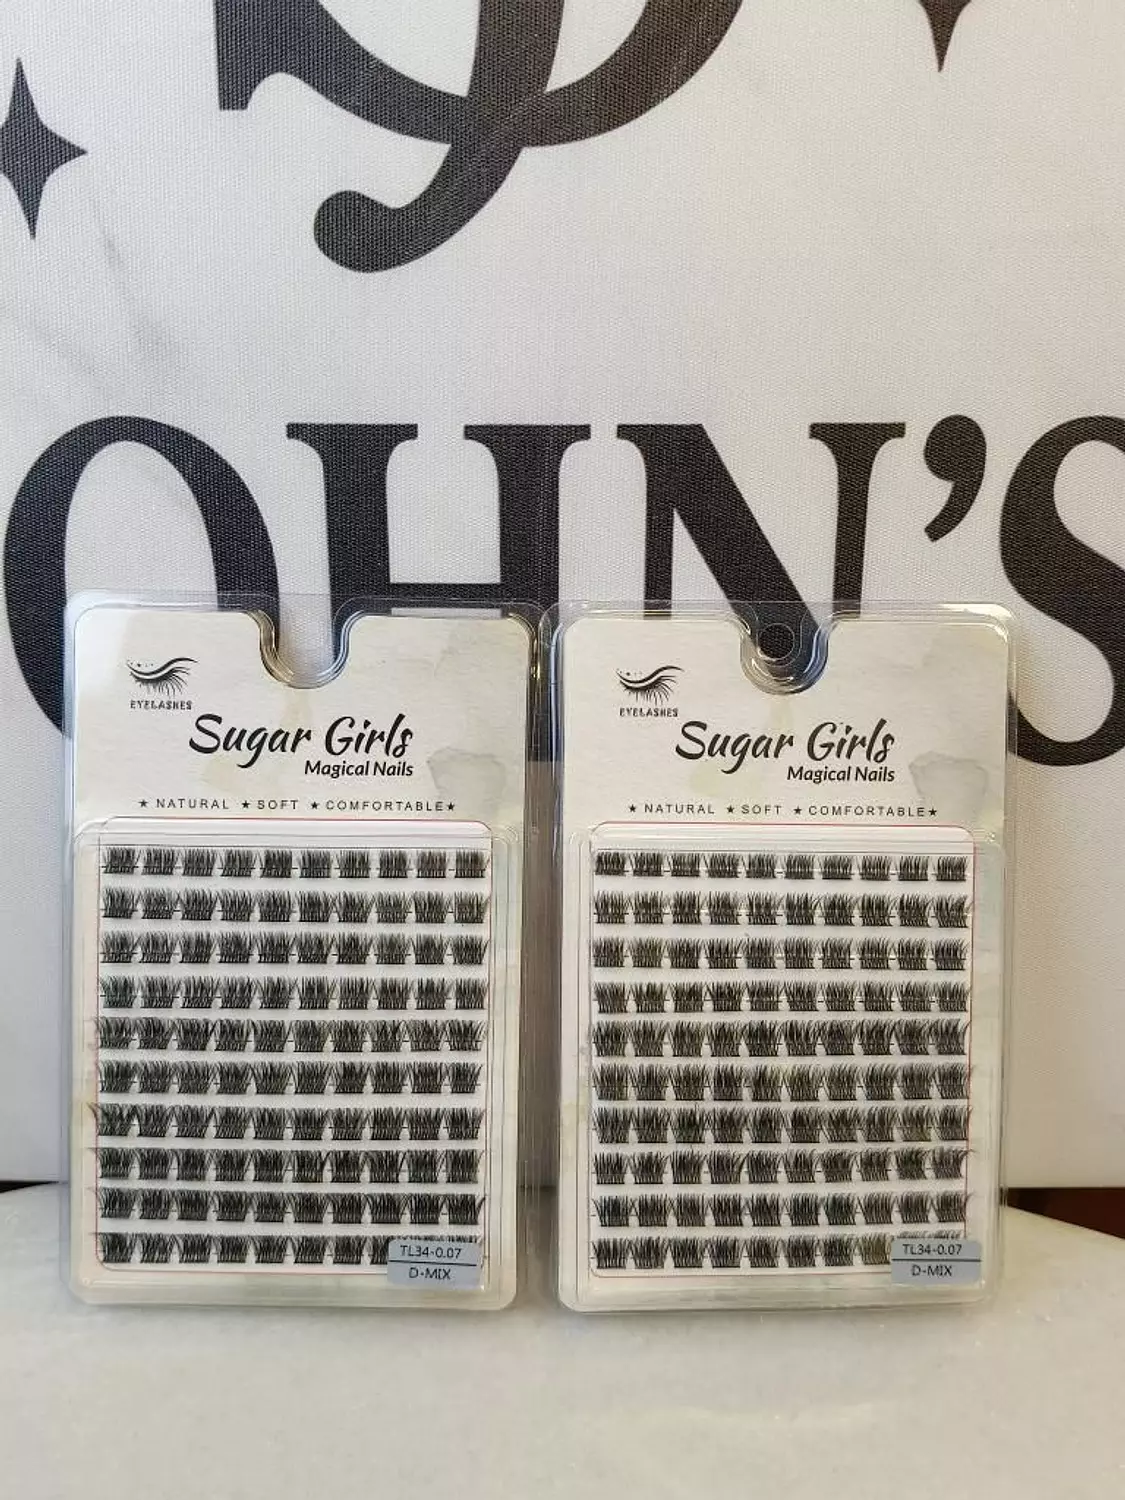 OHN'S
EYELASHES
Sugar Girls
Magical Nails
★ NATURAL ★ SOFT ★ COMFORTABLE ★
TL34-0.07
D-MIX
EYELASHES
Sugar Girls
Magical Nails
★ NATURAL ★ SOFT ★ COMFORTABLE ★
TL34-0.07
D-MIX